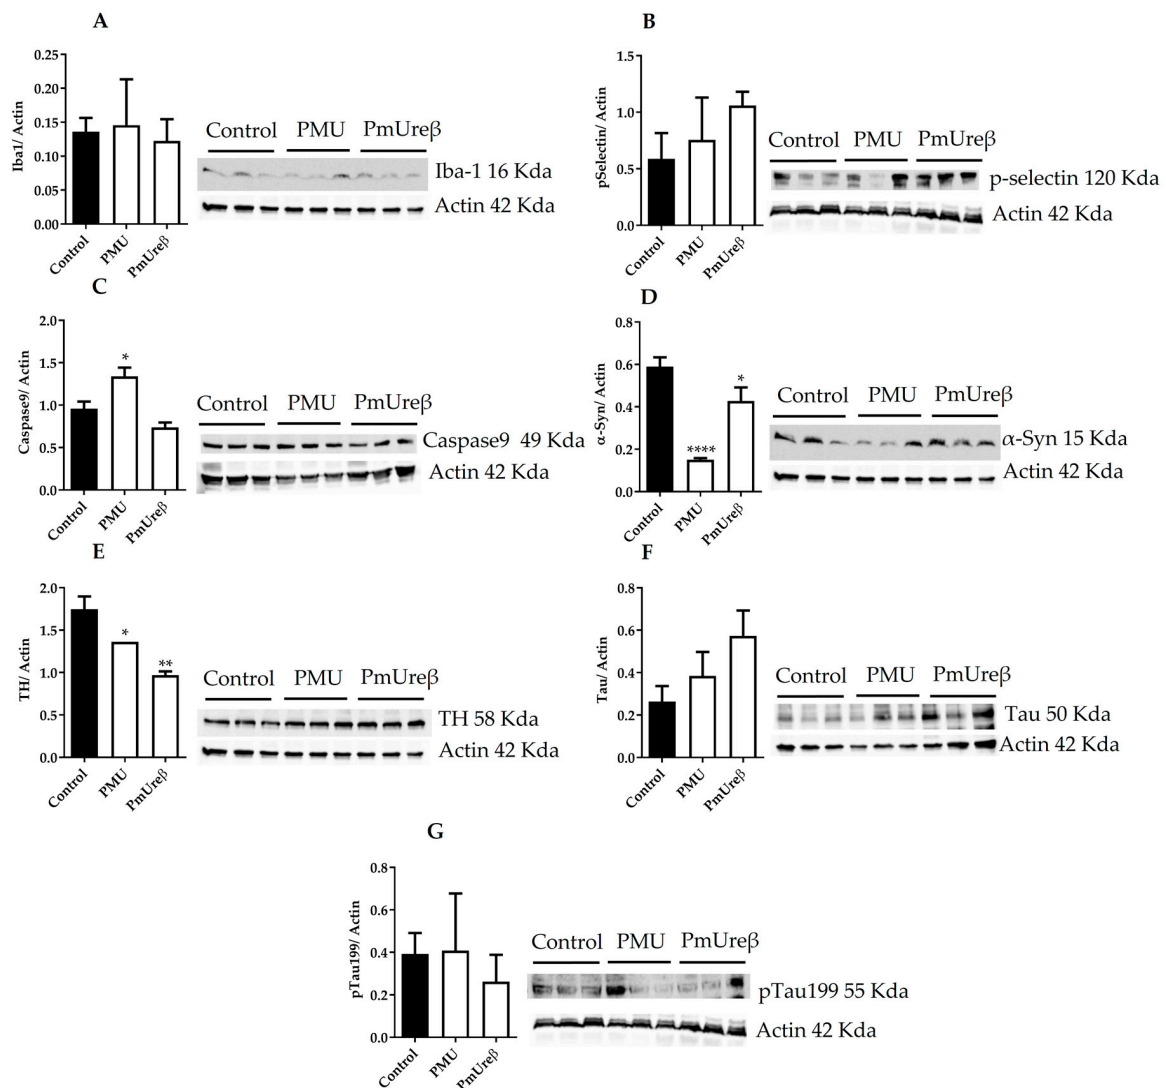 A
Iba1/ Actin
0.25
0.20
0.15
0.10
0.05
0.00
Control
PMU
PmUreβ
Control PMU PmUreβ
Iba-1 16 Kda
Actin 42 Kda
B
pSelectin/ Actin
1.5
1.0
0.5
0.0
Control
PMU
PmUreβ
Control PMU PmUreβ
p-selectin 120 Kda
Actin 42 Kda
C
Caspase9/ Actin
2.0
1.5
1.0
0.5
0.0
*
Control
PMU
PmUreβ
Control PMU PmUreβ
Caspase9 49 Kda
Actin 42 Kda
D
α-Syn/ Actin
0.8
0.6
0.4
0.2
0.0
****
*
Control
PMU
PmUreβ
Control PMU PmUreβ
α-Syn 15 Kda
Actin 42 Kda
E
TH/ Actin
2.0
1.5
1.0
0.5
0.0
*
**
Control
PMU
PmUreβ
Control PMU PmUreβ
TH 58 Kda
Actin 42 Kda
F
Tau/ Actin
0.8
0.6
0.4
0.2
0.0
Control
PMU
PmUreβ
Control PMU PmUreβ
Tau 50 Kda
Actin 42 Kda
G
pTau199/ Actin
0.8
0.6
0.4
0.2
0.0
Control
PMU
PmUreβ
Control PMU PmUreβ
pTau199 55 Kda
Actin 42 Kda